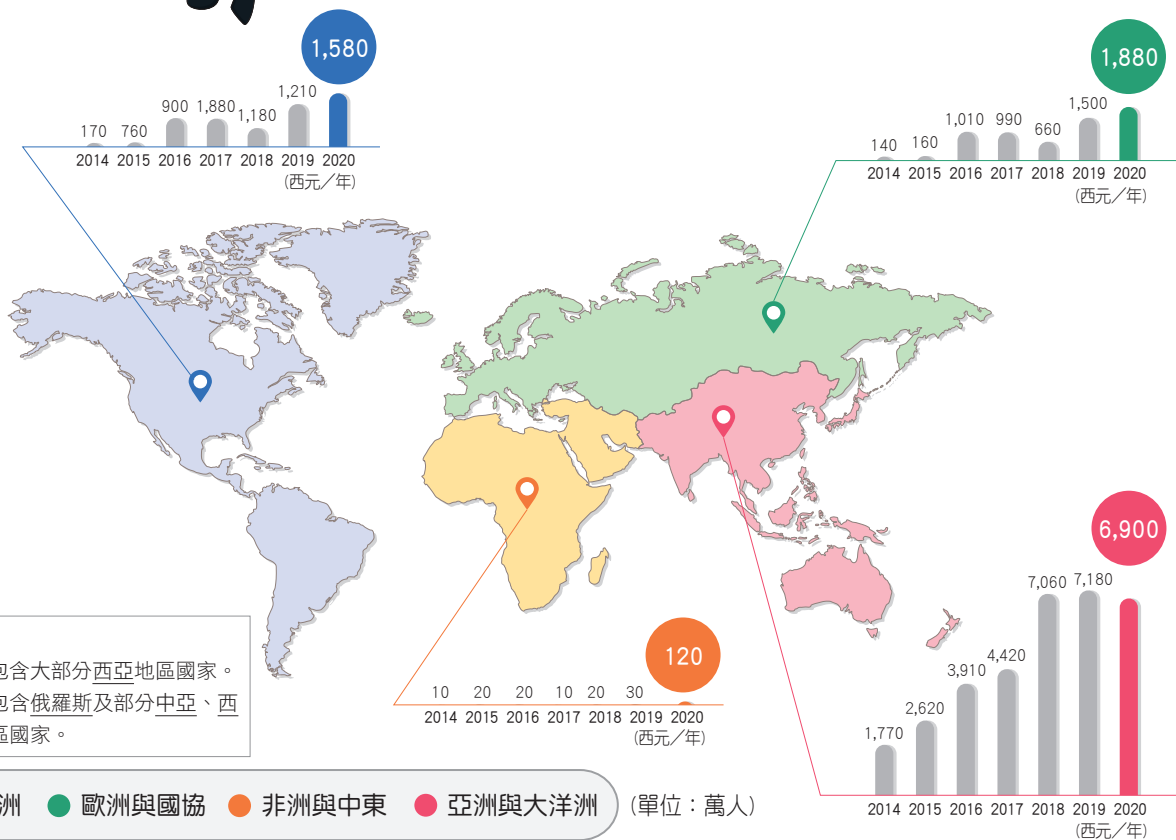 1,580
170 760 900 1,880 1,180 1,210
2014 2015 2016 2017 2018 2019 2020
(西元／年)
1,880
140 160 1,010 990 660 1,500
2014 2015 2016 2017 2018 2019 2020
(西元／年)
6,900
1,770 2,620 3,910 4,420 7,060 7,180
2014 2015 2016 2017 2018 2019 2020
(西元／年)
120
10 20 20 10 20 30
2014 2015 2016 2017 2018 2019 2020
(西元／年)
包含大部分西亞地區國家。
包含俄羅斯及部分中亞、西
區國家。
洲 歐洲與國協 非洲與中東 亞洲與大洋洲 (單位：萬人)